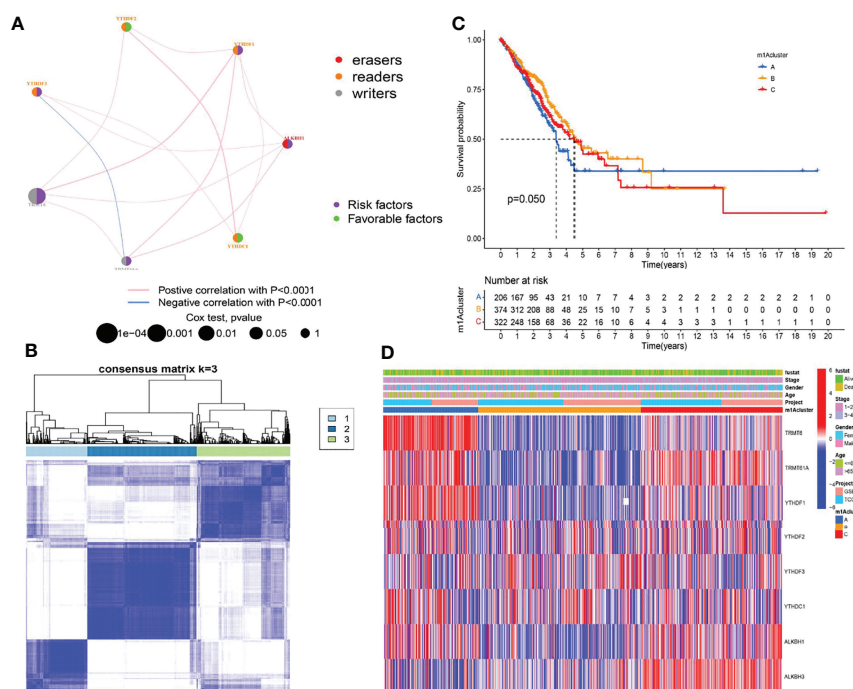 A
YTHDF2
YTHDF1
YTHDF3
ALKBH1
YTHDC1
erasers
readers
writers
Risk factors
Favorable factors
Postive correlation with P<0.0001
Negative correlation with P<0.0001
Cox test, pvalue
1e-04 0.001 0.01 0.05 1
B
consensus matrix k=3
1
2
3
C
m1Acluster
A
B
C
Survival probability
1.00
0.75
0.50
0.25
0.00
p=0.050
0 1 2 3 4 5 6 7 8 9 10 11 12 13 14 15 16 17 18 19 20
Time(years)
Number at risk
m1Acluster
A 206 167 95 43 21 10 7 7 4 3 2 2 2 2 2 2 2 2 2 1 0
B 374 312 208 88 48 25 15 10 7 5 3 1 1 1 0 0 0 0 0 0 0
C 322 248 158 68 36 22 16 10 6 4 4 3 3 3 1 1 1 1 1 1 0
0 1 2 3 4 5 6 7 8 9 10 11 12 13 14 15 16 17 18 19 20
Time(years)
D
fustat
Stage
Gender
Age
Project
m1Acluster
TRMT6
TRMT61A
YTHDF1
YTHDF2
YTHDF3
YTHDC1
ALKBH1
ALKBH3
6
4
2
0
−2
−4
−6
fustat
Alive
Stage
1-2
3-4
Gender
Age
Project
m1Acluster
A
C